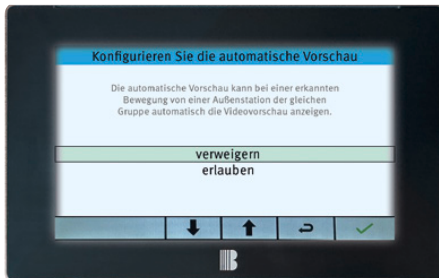 Konfigurieren Sie die automatische Vorschau
Die automatische Vorschau kann bei einer erkannten
Bewegung von einer Außenstation der gleichen
Gruppe automatisch die Videovorschau anzeigen.
verweigern
erlauben